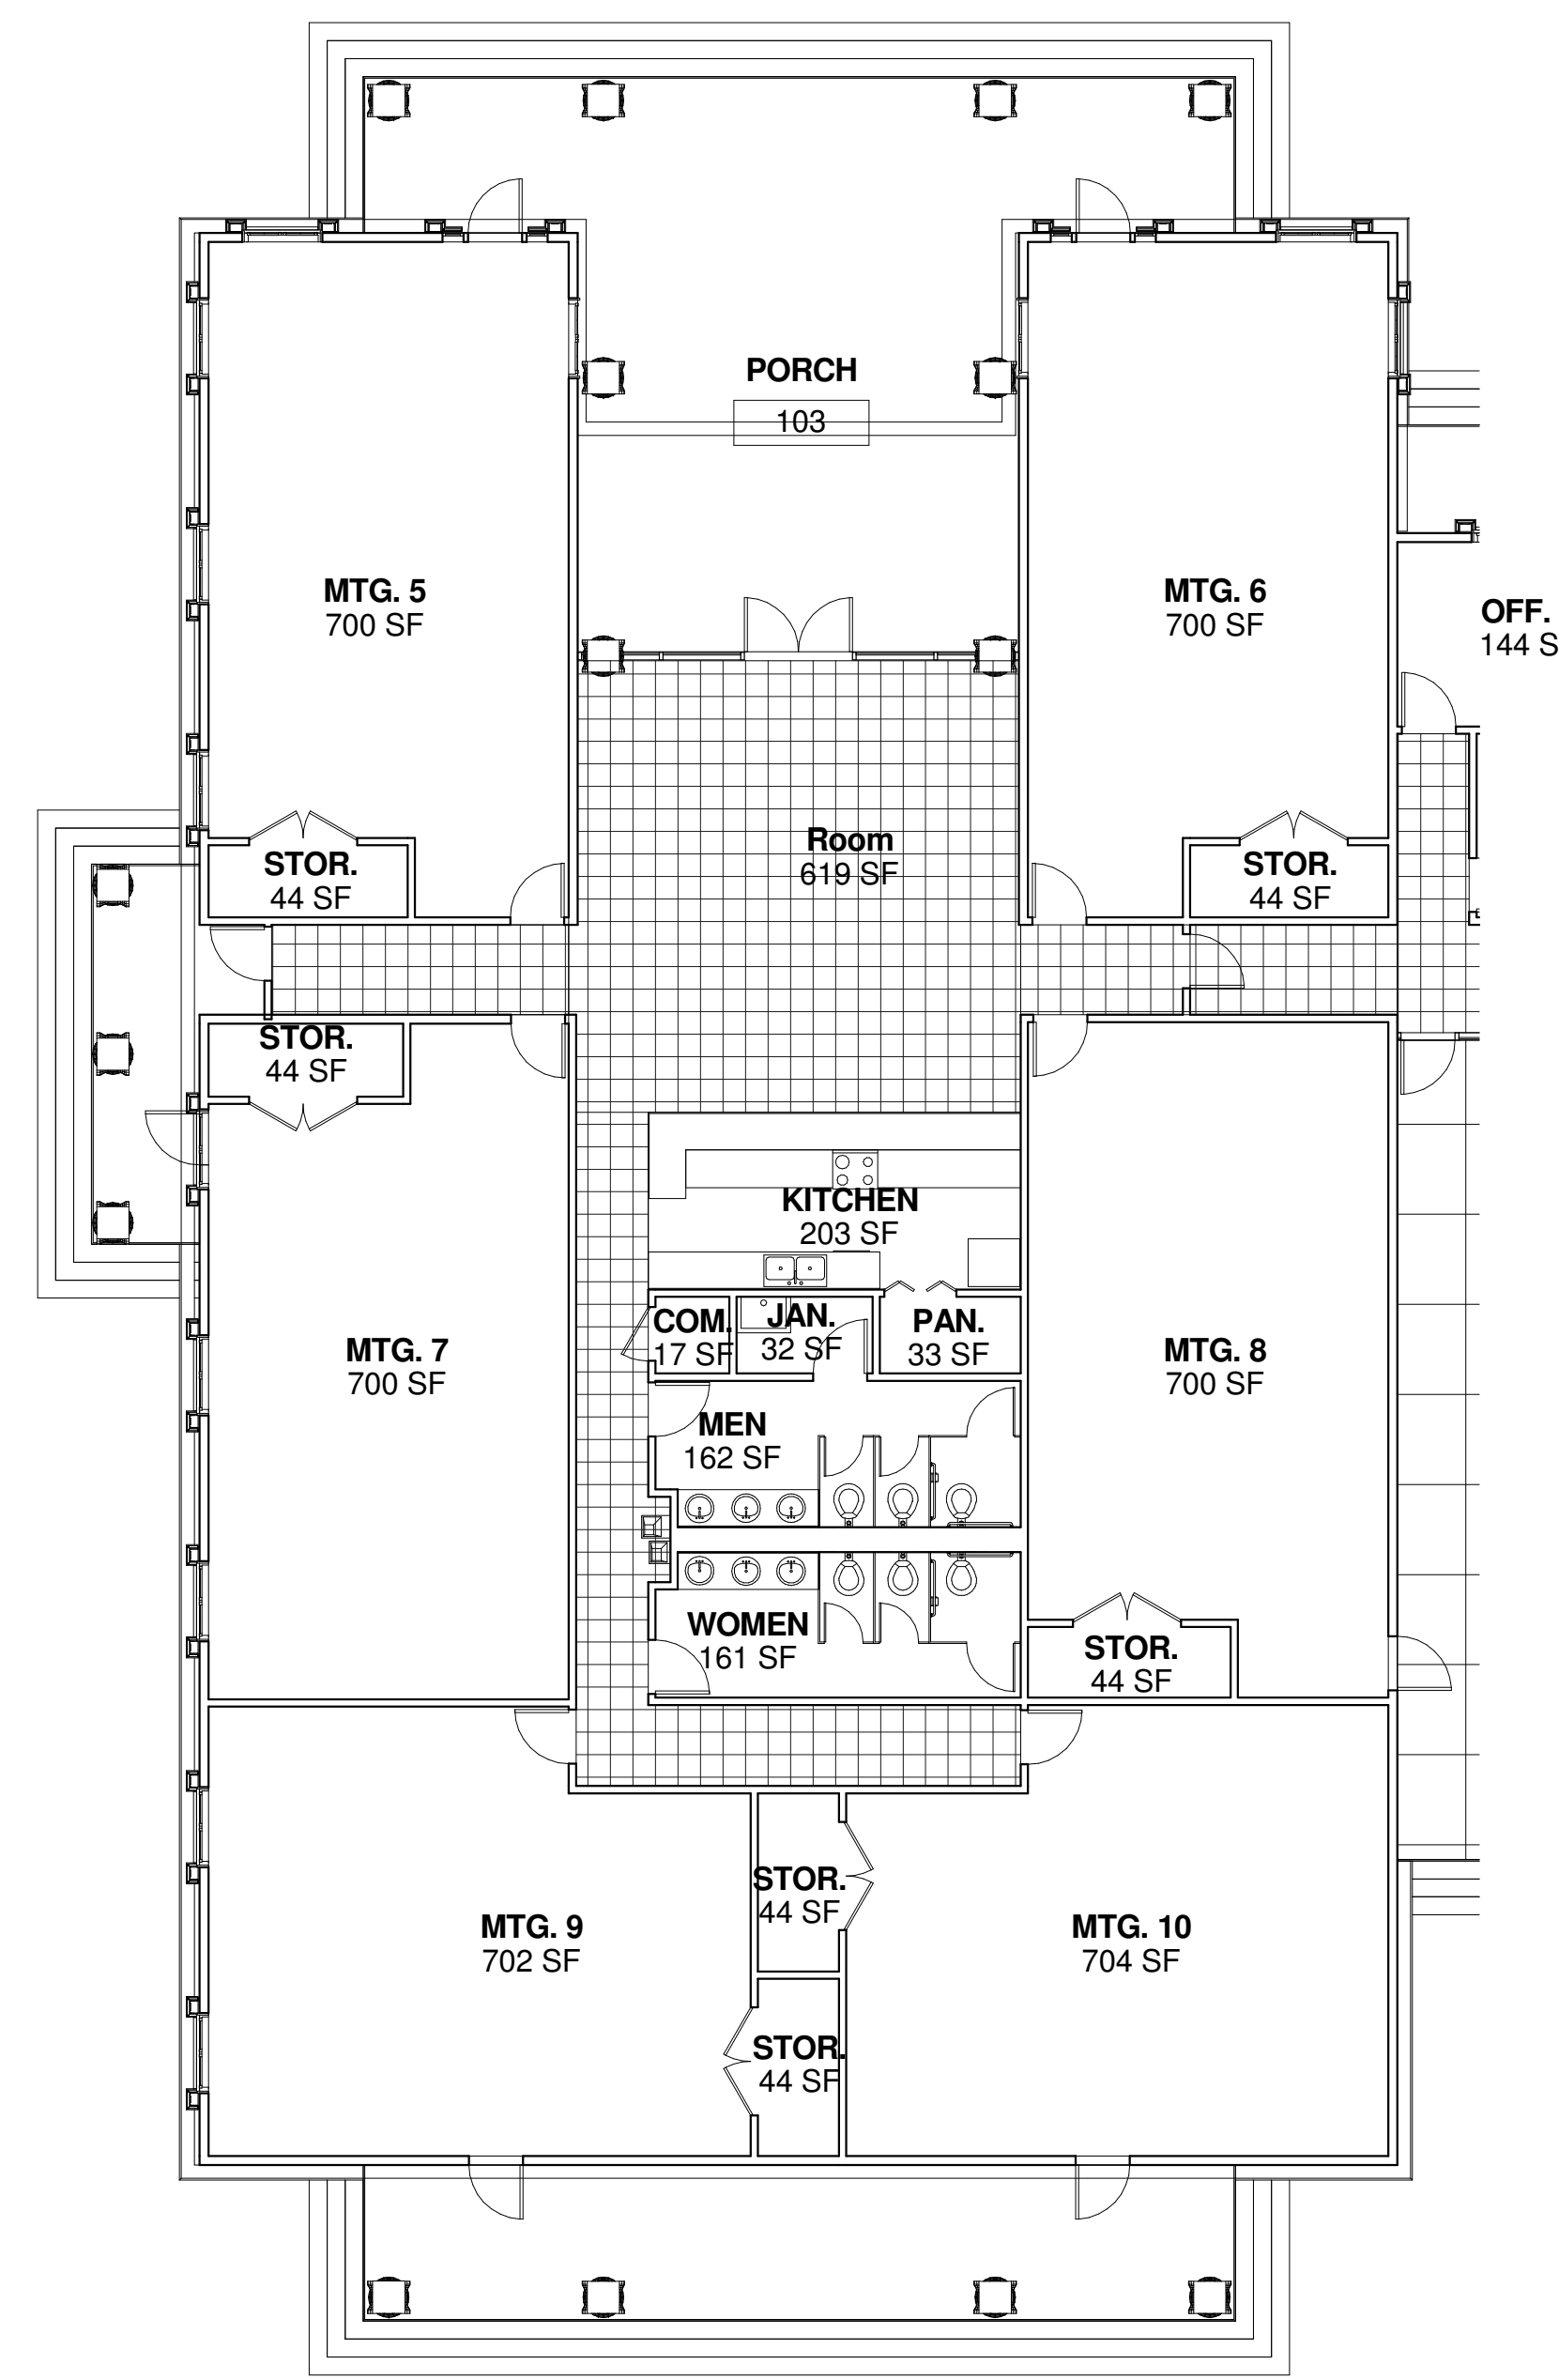 PORCH
103
MTG. 5
700 SF
MTG. 6
700 SF
OFF.
144 S
Room
619 SF
STOR.
44 SF
STOR.
44 SF
STOR.
44 SF
KITCHEN
203 SF
COM.
17 SF
JAN.
32 SF
PAN.
33 SF
MTG. 7
700 SF
MTG. 8
700 SF
MEN
162 SF
WOMEN
161 SF
STOR.
44 SF
STOR.
44 SF
MTG. 9
702 SF
MTG. 10
704 SF
STOR.
44 SF